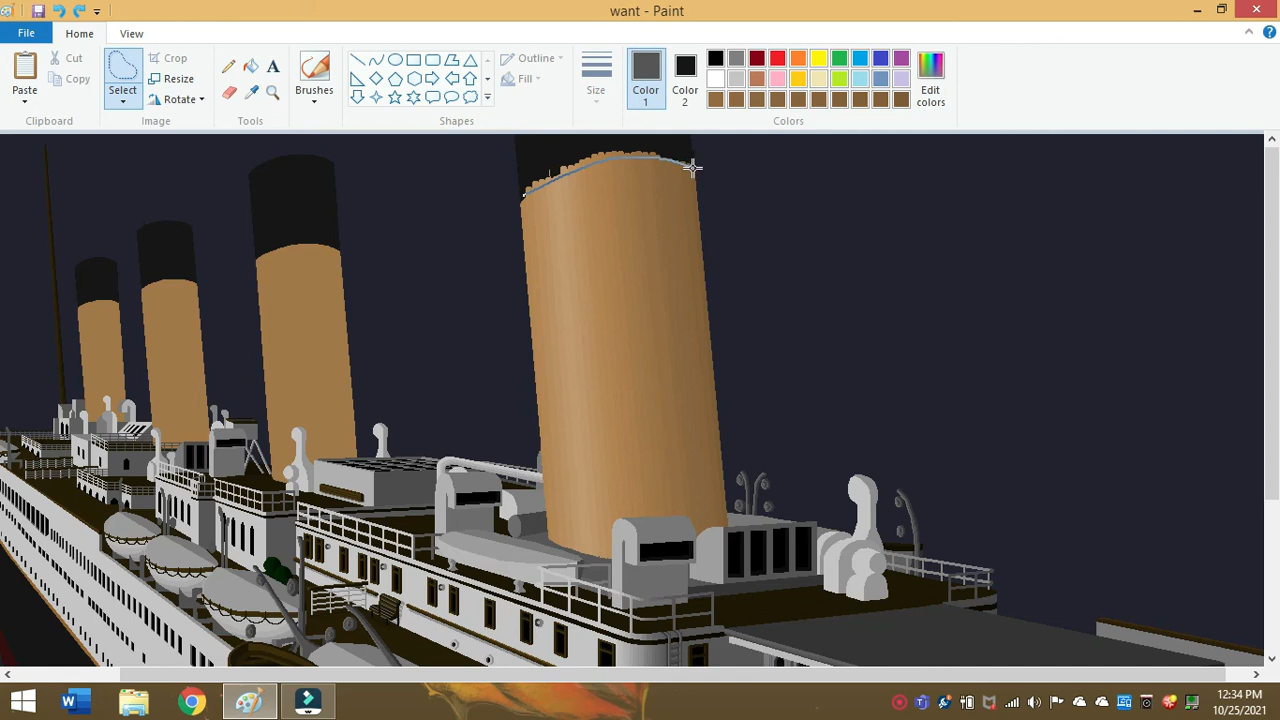 want - Paint
File
Home
View
Paste
Cut
Copy
Clipboard
Select
Crop
Resize
Rotate
Image
A
Tools
Brushes
Outline
Fill
Shapes
Size
Color
1
Color
2
Edit
colors
Colors
12:34 PM
10/25/2021